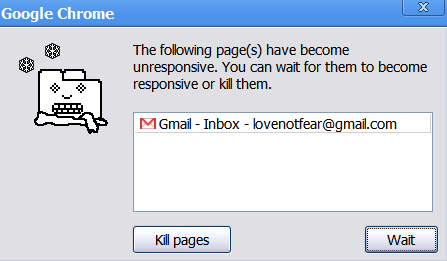 Google Chrome
The following page(s) have become
unresponsive. You can wait for them to become
responsive or kill them.
Gmail - Inbox - lovenotfear@gmail.com
Kill pages
Wait